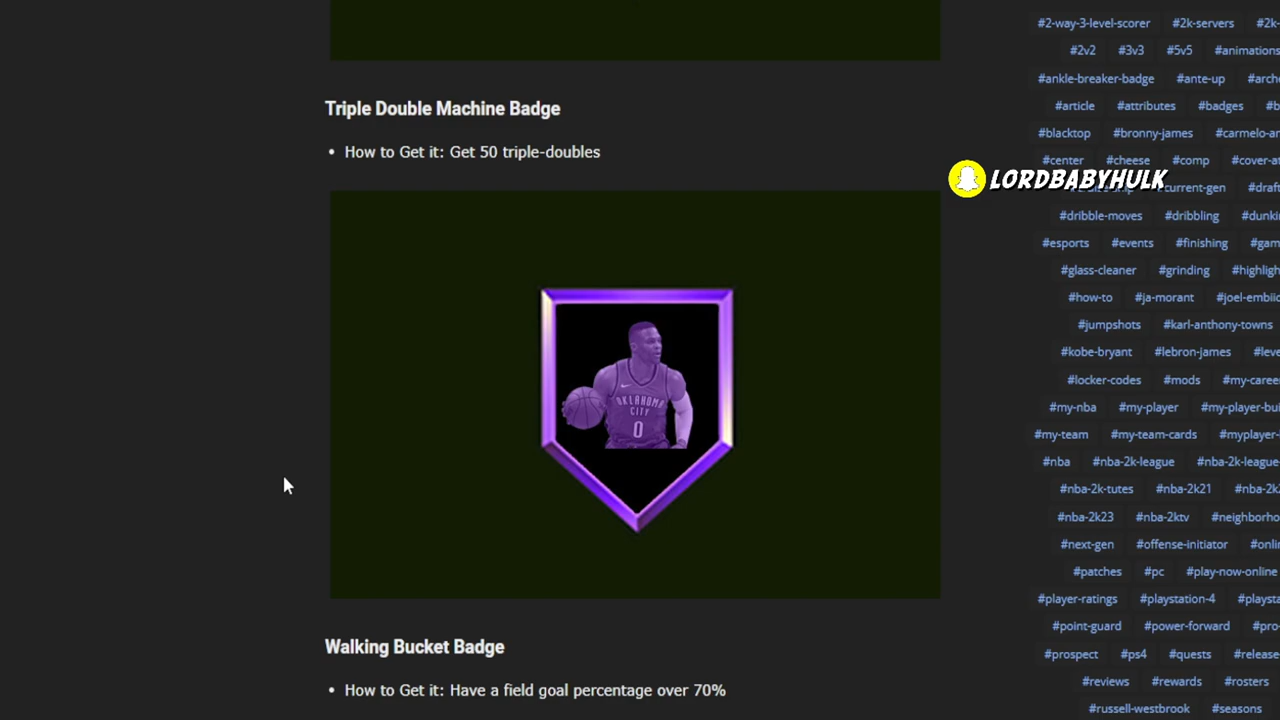 Triple Double Machine Badge
• How to Get it: Get 50 triple-doubles
OKLAHOMA
CITY
0
Walking Bucket Badge
• How to Get it: Have a field goal percentage over 70%
LORDBABYHULK
#2-way-3-level-scorer #2k-servers
#2v2 #3v3 #5v5 #animations
#ankle-breaker-badge #ante-up
#article #attributes #badges
#blacktop #bronny-james
#center #cheese #comp
#dribble-moves #dribbling
#esports #events #finishing
#glass-cleaner #grinding
#how-to #ja-morant
#jumpshots #karl-anthony-towns
#kobe-bryant #lebron-james
#locker-codes #mods
#my-nba #my-player
#my-team #my-team-cards
#nba #nba-2k-league
#nba-2k-tutes #nba-2k21
#nba-2k23 #nba-2ktv
#next-gen #offense-initiator
#patches #pc #play-now-online
#player-ratings #playstation-4
#point-guard #power-forward
#prospect #ps4 #quests
#reviews #rewards #rosters
#russell-westbrook #seasons